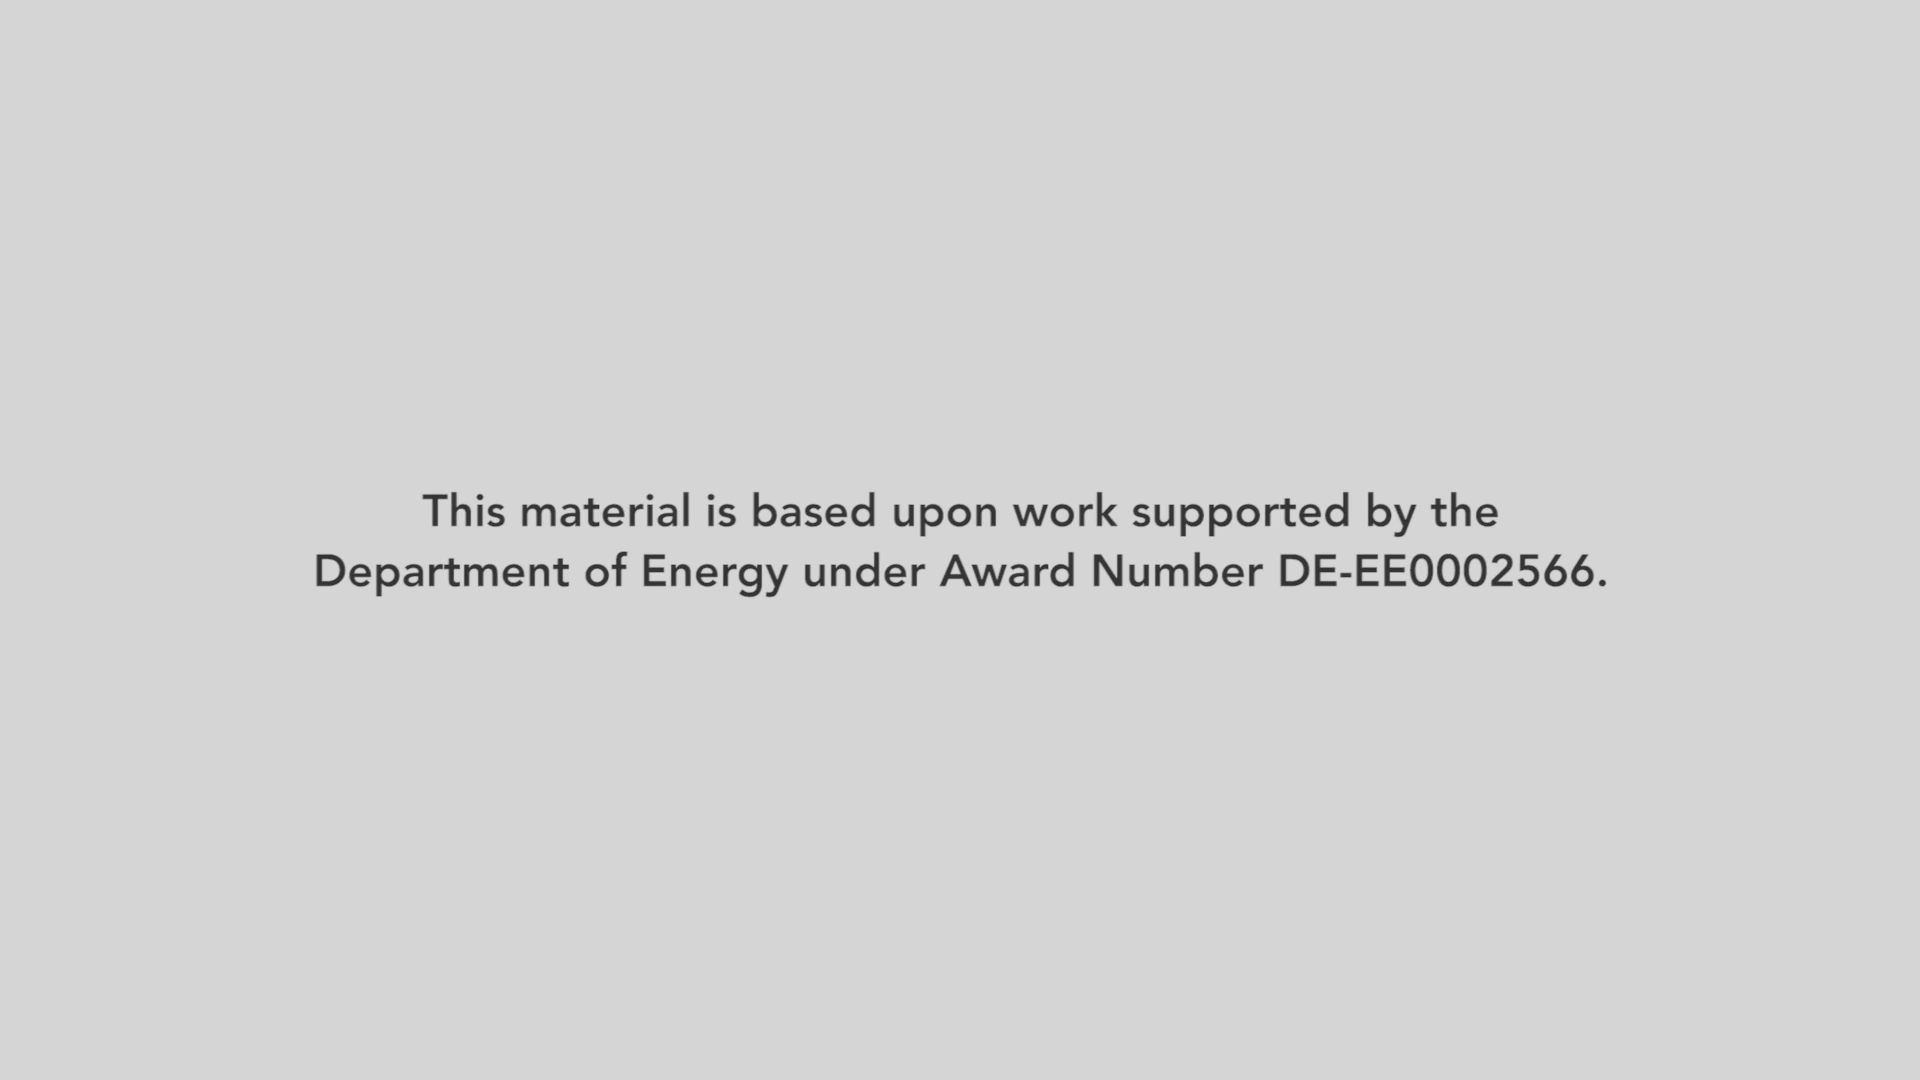 This material is based upon work supported by the
Department of Energy under Award Number DE-EE0002566.